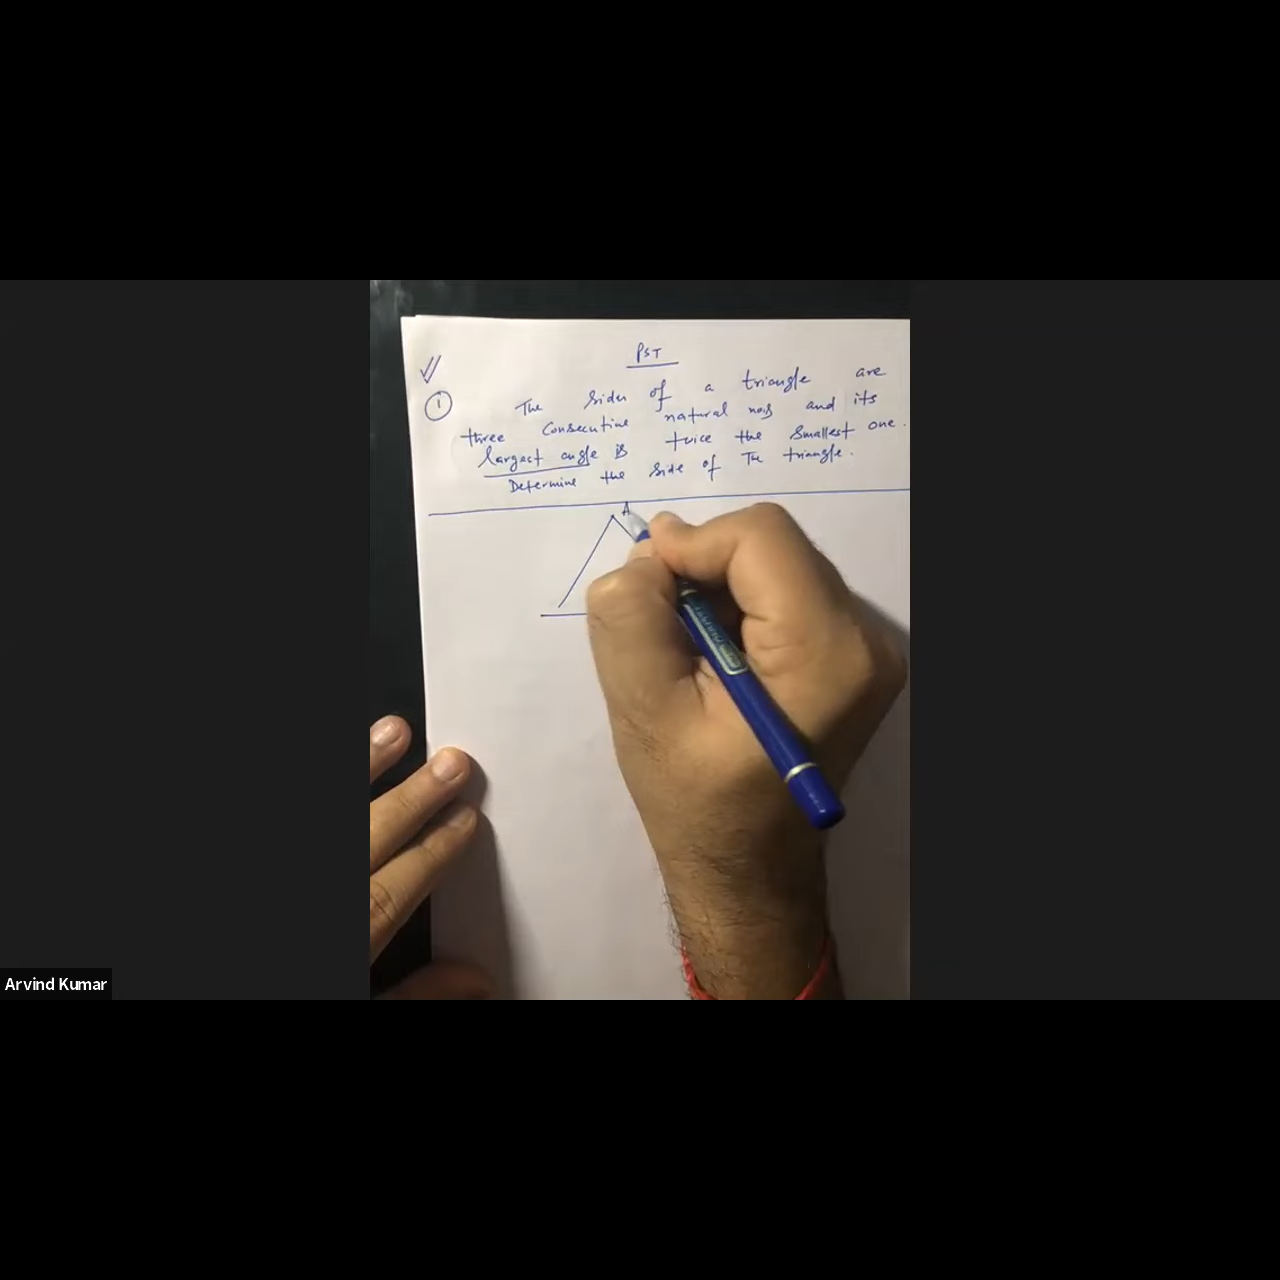 PST
① The sides of a triangle are
three consecutive natural nos and its
largest angle is twice the smallest one.
Determine the side of The triangle.
A
Arvind Kumar